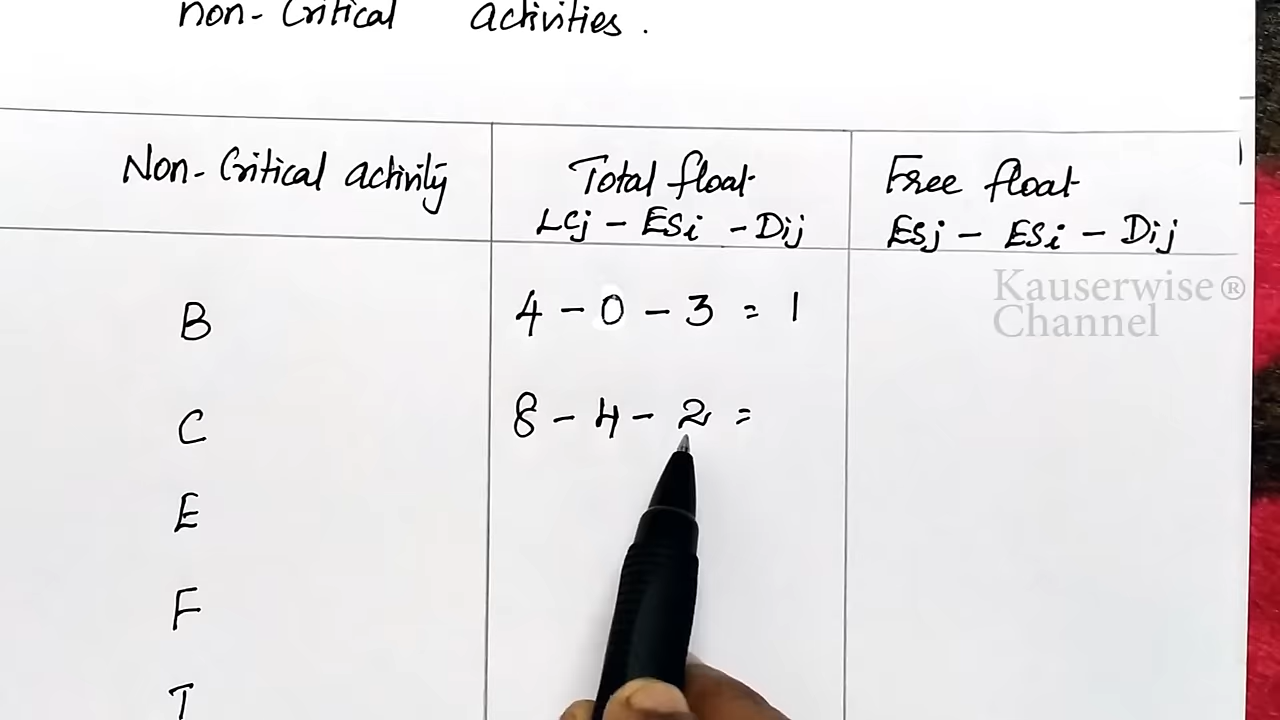 non-Critical activities.
Non-Critical activity Total float Free float
LCj - ESi - Dij ESj - ESi - Dij
Kauserwise®
Channel
B 4 - 0 - 3 = 1
C 8 - 4 - 2 =
E
F